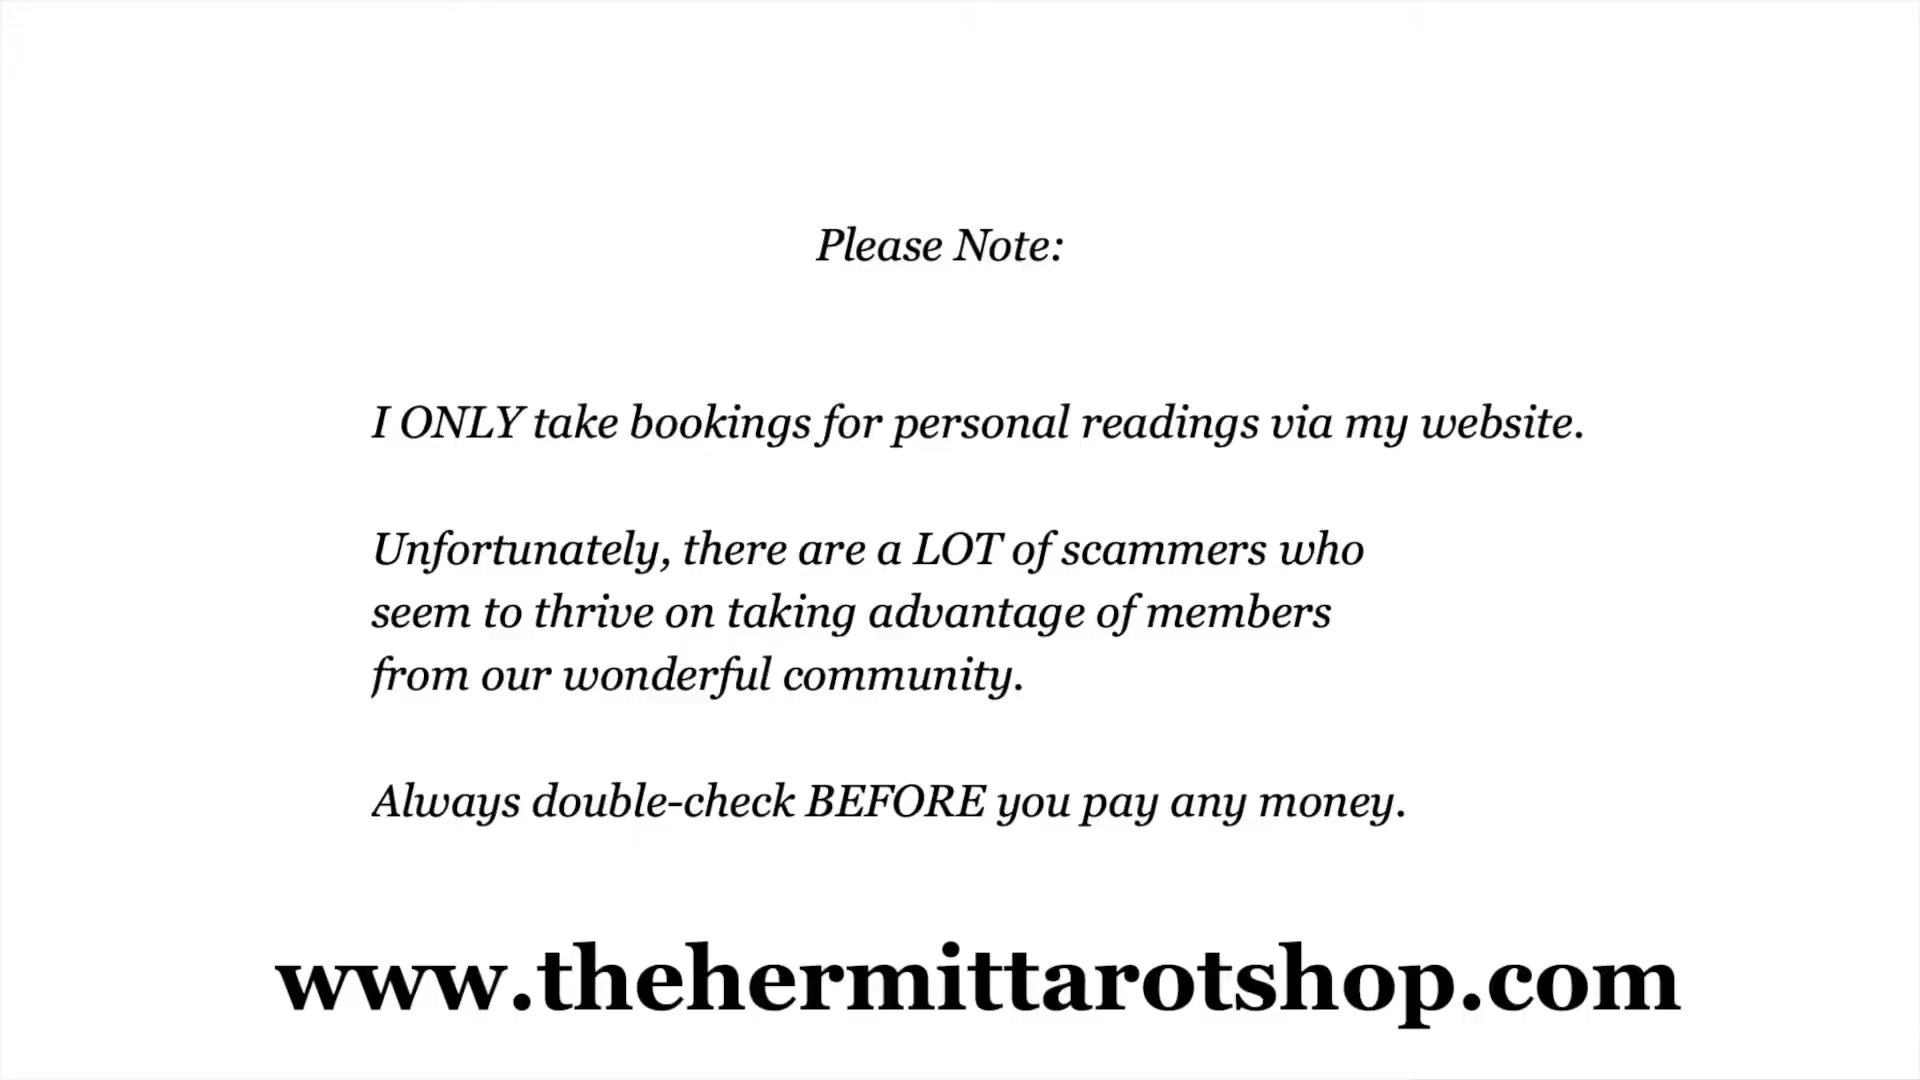 Please Note:
I ONLY take bookings for personal readings via my website.
Unfortunately, there are a LOT of scammers who
seem to thrive on taking advantage of members
from our wonderful community.
Always double-check BEFORE you pay any money.
www.thehermittarotshop.com